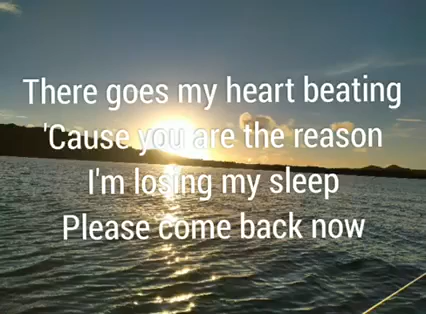 There goes my heart beating
'Cause you are the reason
I'm losing my sleep
Please come back now